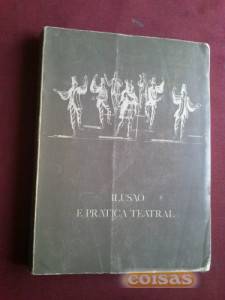 ILUSÃO
E PRÁTICA TEATRAL
coisas